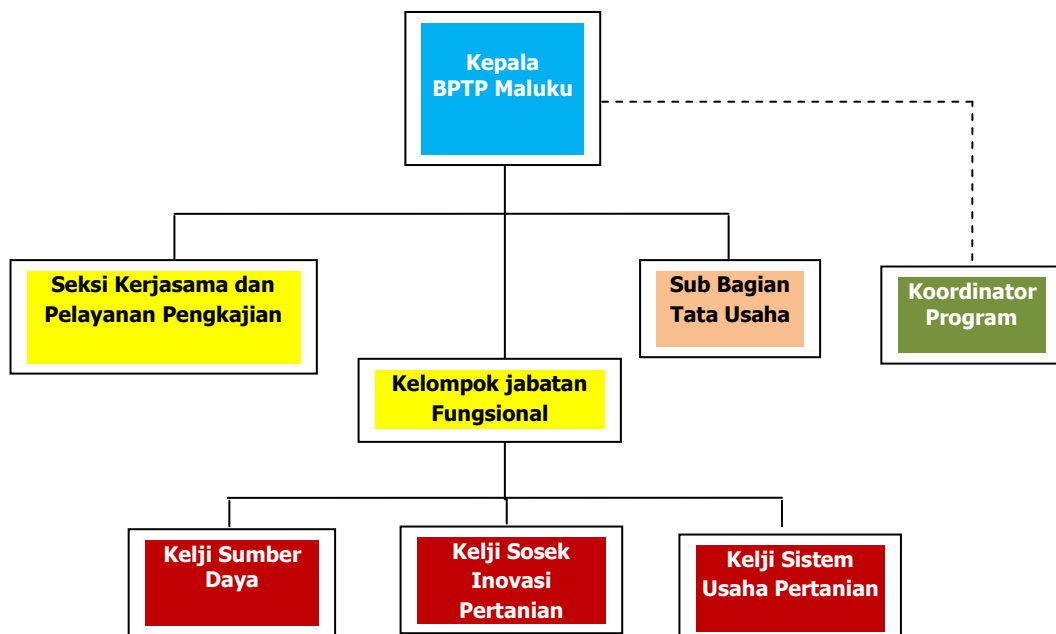 Kepala
BPTP Maluku
Seksi Kerjasama dan
Pelayanan Pengkajian
Sub Bagian
Tata Usaha
Koordinator
Program
Kelompok jabatan
Fungsional
Kelji Sumber
Daya
Kelji Sosek
Inovasi
Pertanian
Kelji Sistem
Usaha Pertanian